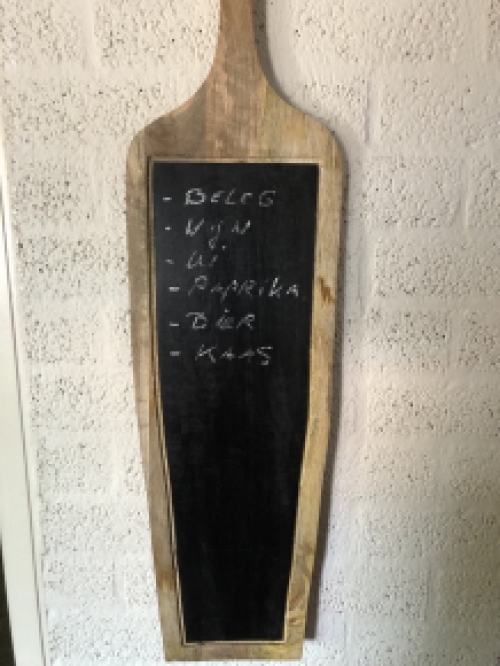 - BELEG
- WijN
- Ui
- PAPRiKA
- BiER
- KAAS